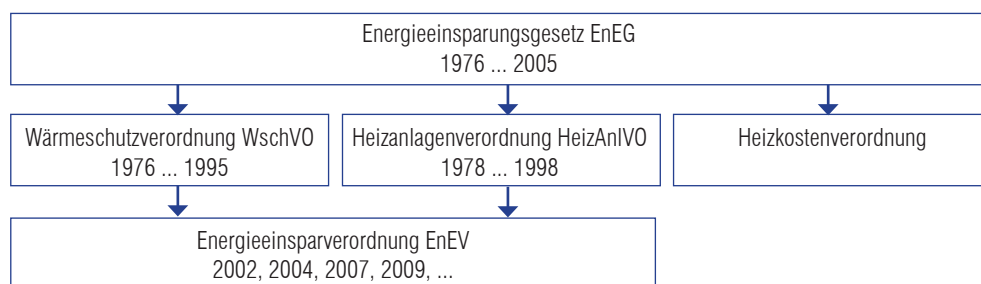 Energieeinsparungsgesetz EnEG
1976 ... 2005
Wärmeschutzverordnung WschVO
1976 ... 1995
Heizanlagenverordnung HeizAnlVO
1978 ... 1998
Heizkostenverordnung
Energieeinsparverordnung EnEV
2002, 2004, 2007, 2009, ...